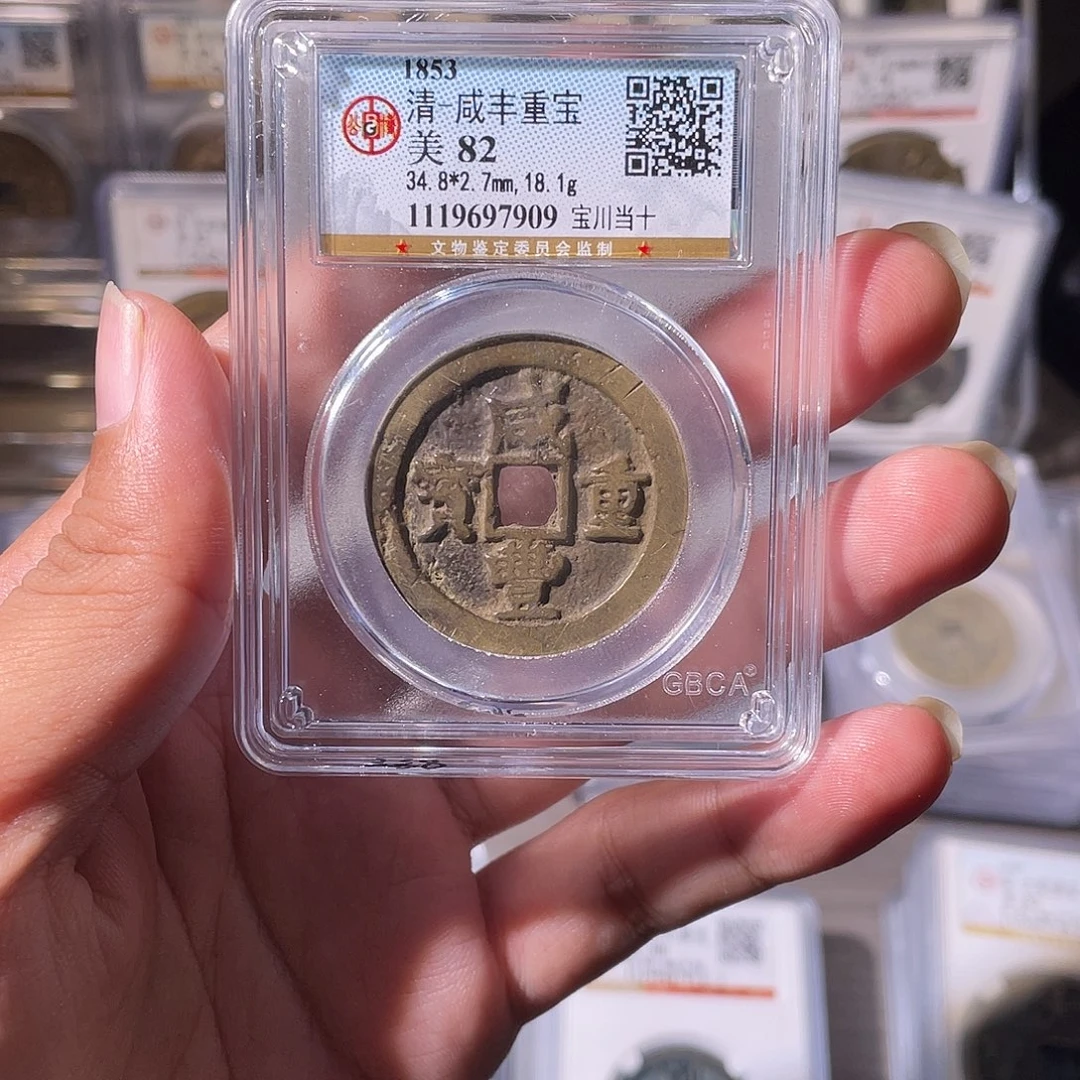 1853
清-咸丰重宝
美 82
34.8*2.7mm,18.1g
1119697909 宝川当十
★ 文物鉴定委员会监制 ★
咸
寶 重
豐
GBCA®